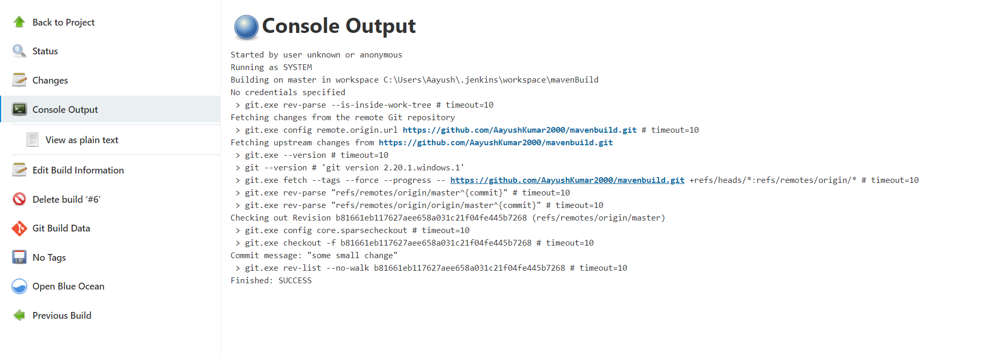 Back to Project
Status
Changes
Console Output
View as plain text
Edit Build Information
Delete build ‘#6’
Git Build Data
No Tags
Open Blue Ocean
Previous Build
Console Output
Started by user unknown or anonymous
Running as SYSTEM
Building on master in workspace C:\Users\Aayush\.jenkins\workspace\mavenBuild
No credentials specified
> git.exe rev-parse --is-inside-work-tree # timeout=10
Fetching changes from the remote Git repository
> git.exe config remote.origin.url https://github.com/AayushKumar2000/mavenbuild.git # timeout=10
Fetching upstream changes from https://github.com/AayushKumar2000/mavenbuild.git
> git.exe --version # timeout=10
> git --version # 'git version 2.20.1.windows.1'
> git.exe fetch --tags --force --progress -- https://github.com/AayushKumar2000/mavenbuild.git +refs/heads/*:refs/remotes/origin/* # timeout=10
> git.exe rev-parse "refs/remotes/origin/master^{commit}" # timeout=10
> git.exe rev-parse "refs/remotes/origin/origin/master^{commit}" # timeout=10
Checking out Revision b81661eb117627aee658a031c21f04fe445b7268 (refs/remotes/origin/master)
> git.exe config core.sparsecheckout # timeout=10
> git.exe checkout -f b81661eb117627aee658a031c21f04fe445b7268 # timeout=10
Commit message: "some small change"
> git.exe rev-list --no-walk b81661eb117627aee658a031c21f04fe445b7268 # timeout=10
Finished: SUCCESS